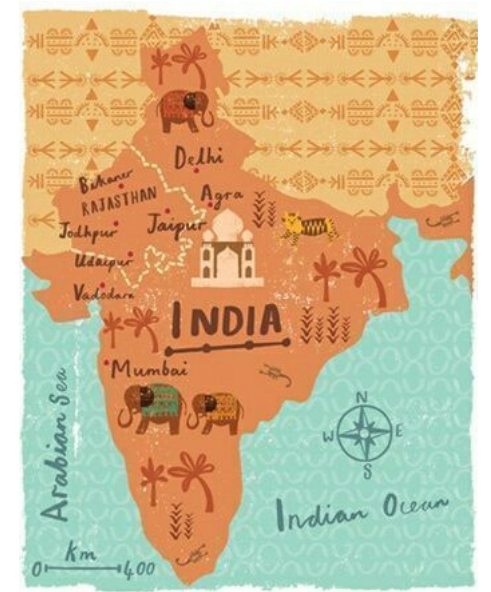 Delhi
Bikaner
RAJASTHAN
Agra
Jodhpur
Jaipur
Udaipur
Vadodara
INDIA
Mumbai
Arabian Sea
N
W E
S
Indian Ocean
Km
0 400